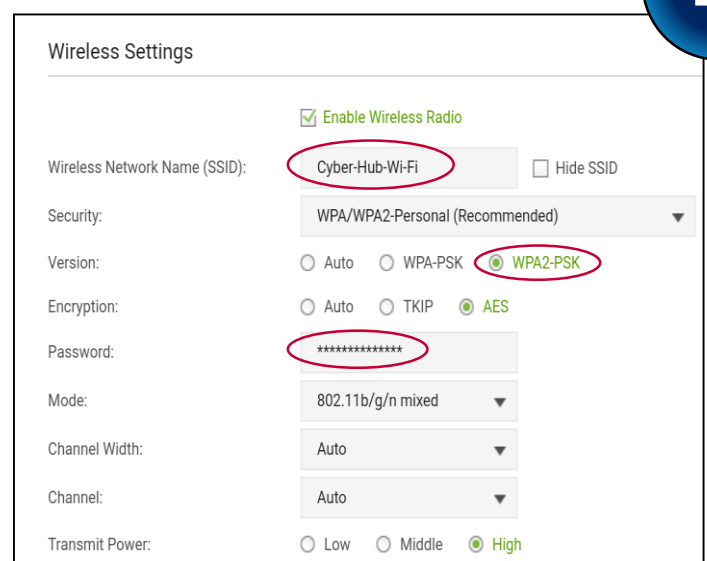 Wireless Settings
Enable Wireless Radio
Wireless Network Name (SSID): Cyber-Hub-Wi-Fi Hide SSID
Security: WPA/WPA2-Personal (Recommended)
Version: Auto WPA-PSK WPA2-PSK
Encryption: Auto TKIP AES
Password: **************
Mode: 802.11b/g/n mixed
Channel Width: Auto
Channel: Auto
Transmit Power: Low Middle High